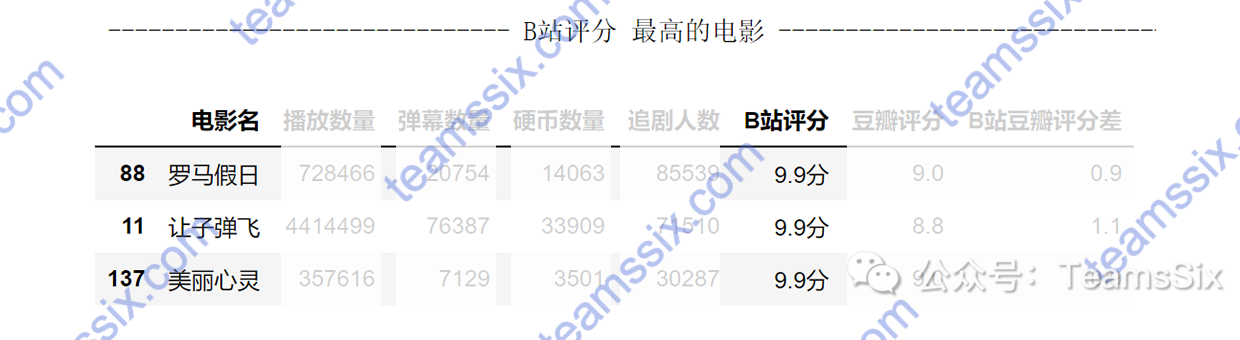 B站评分 最高的电影
电影名 播放数量 弹幕数量 硬币数量 追剧人数 B站评分 豆瓣评分 B站豆瓣评分差
88 罗马假日 728466 20754 14063 85539 9.9分 9.0 0.9
11 让子弹飞 4414499 76387 33909 71510 9.9分 8.8 1.1
137 美丽心灵 357616 7129 3501 30287 9.9分
公众号：TeamsSix
teamssix.com
teamssix.com
teamssix.com
teamssix.com
teamssix.com